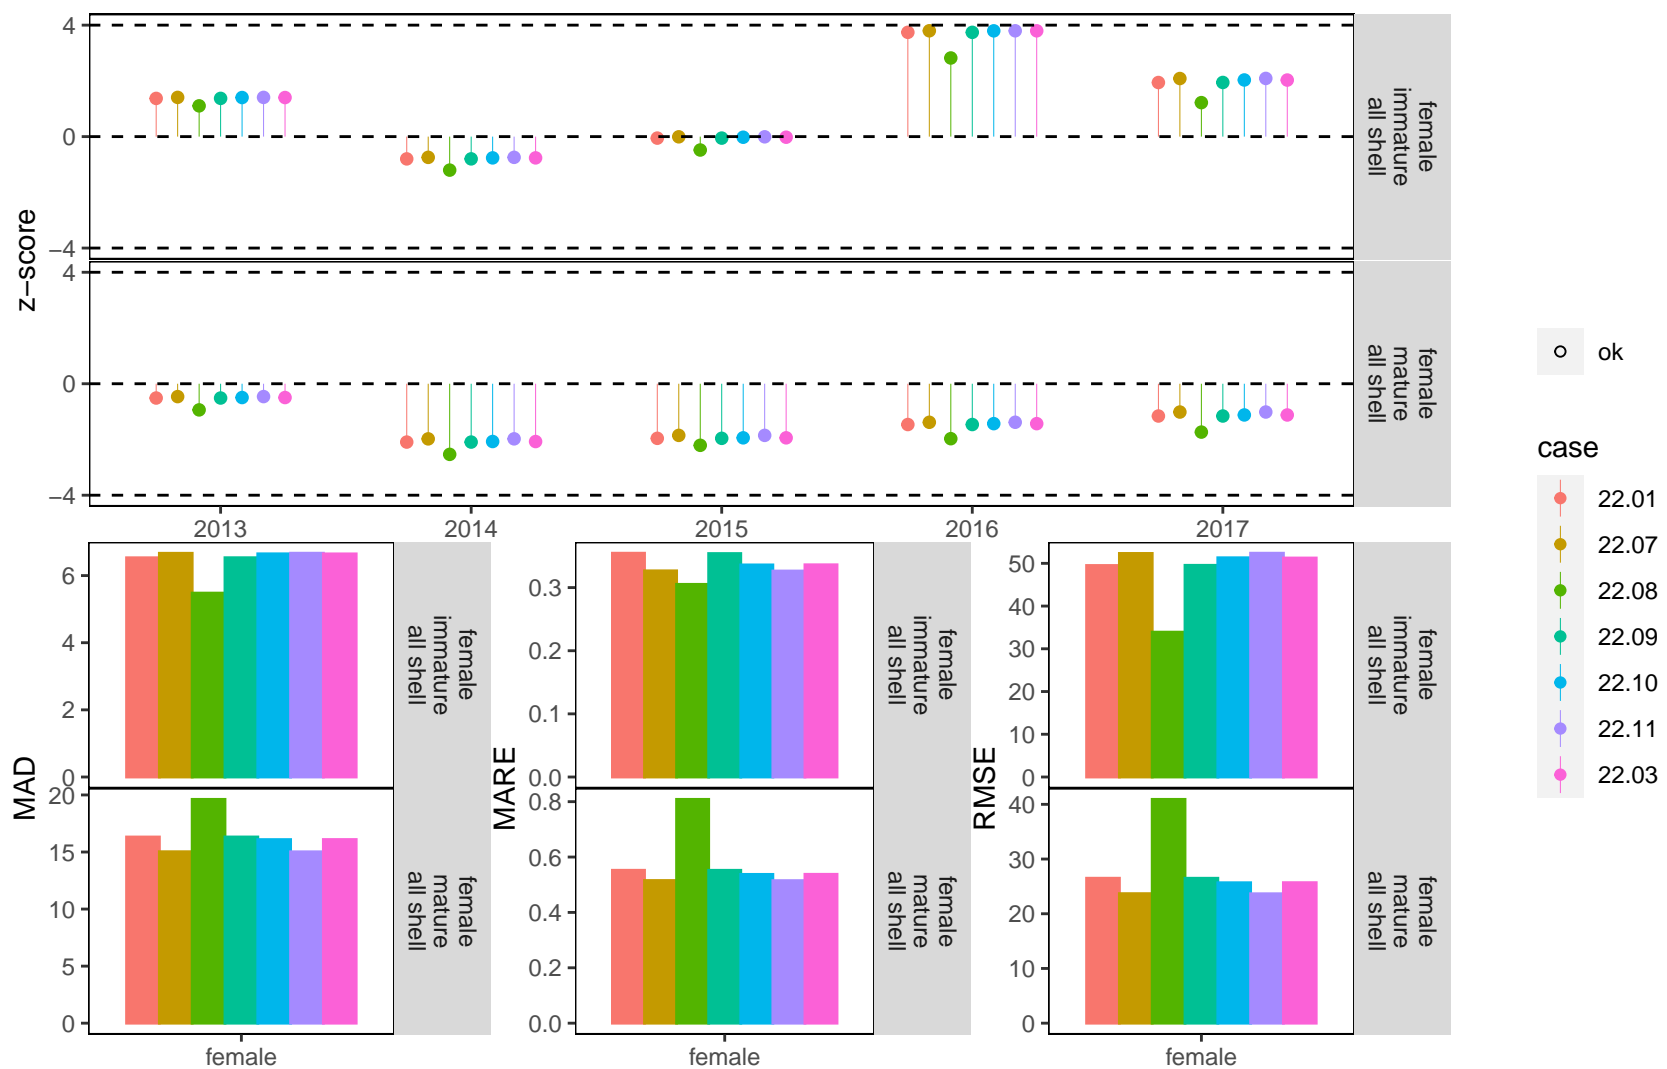 z−score
4
0
−4
female
immature
all shell
4
0
−4
female
mature
all shell
2013
2014
2015
2016
2017
ok
case
22.01
22.07
22.08
22.09
22.10
22.11
22.03
MAD
6
4
2
0
female
immature
all shell
20
15
10
5
0
female
mature
all shell
female
MARE
0.3
0.2
0.1
0.0
female
immature
all shell
0.8
0.6
0.4
0.2
0.0
female
mature
all shell
female
RMSE
50
40
30
20
10
0
female
immature
all shell
40
30
20
10
0
female
mature
all shell
female